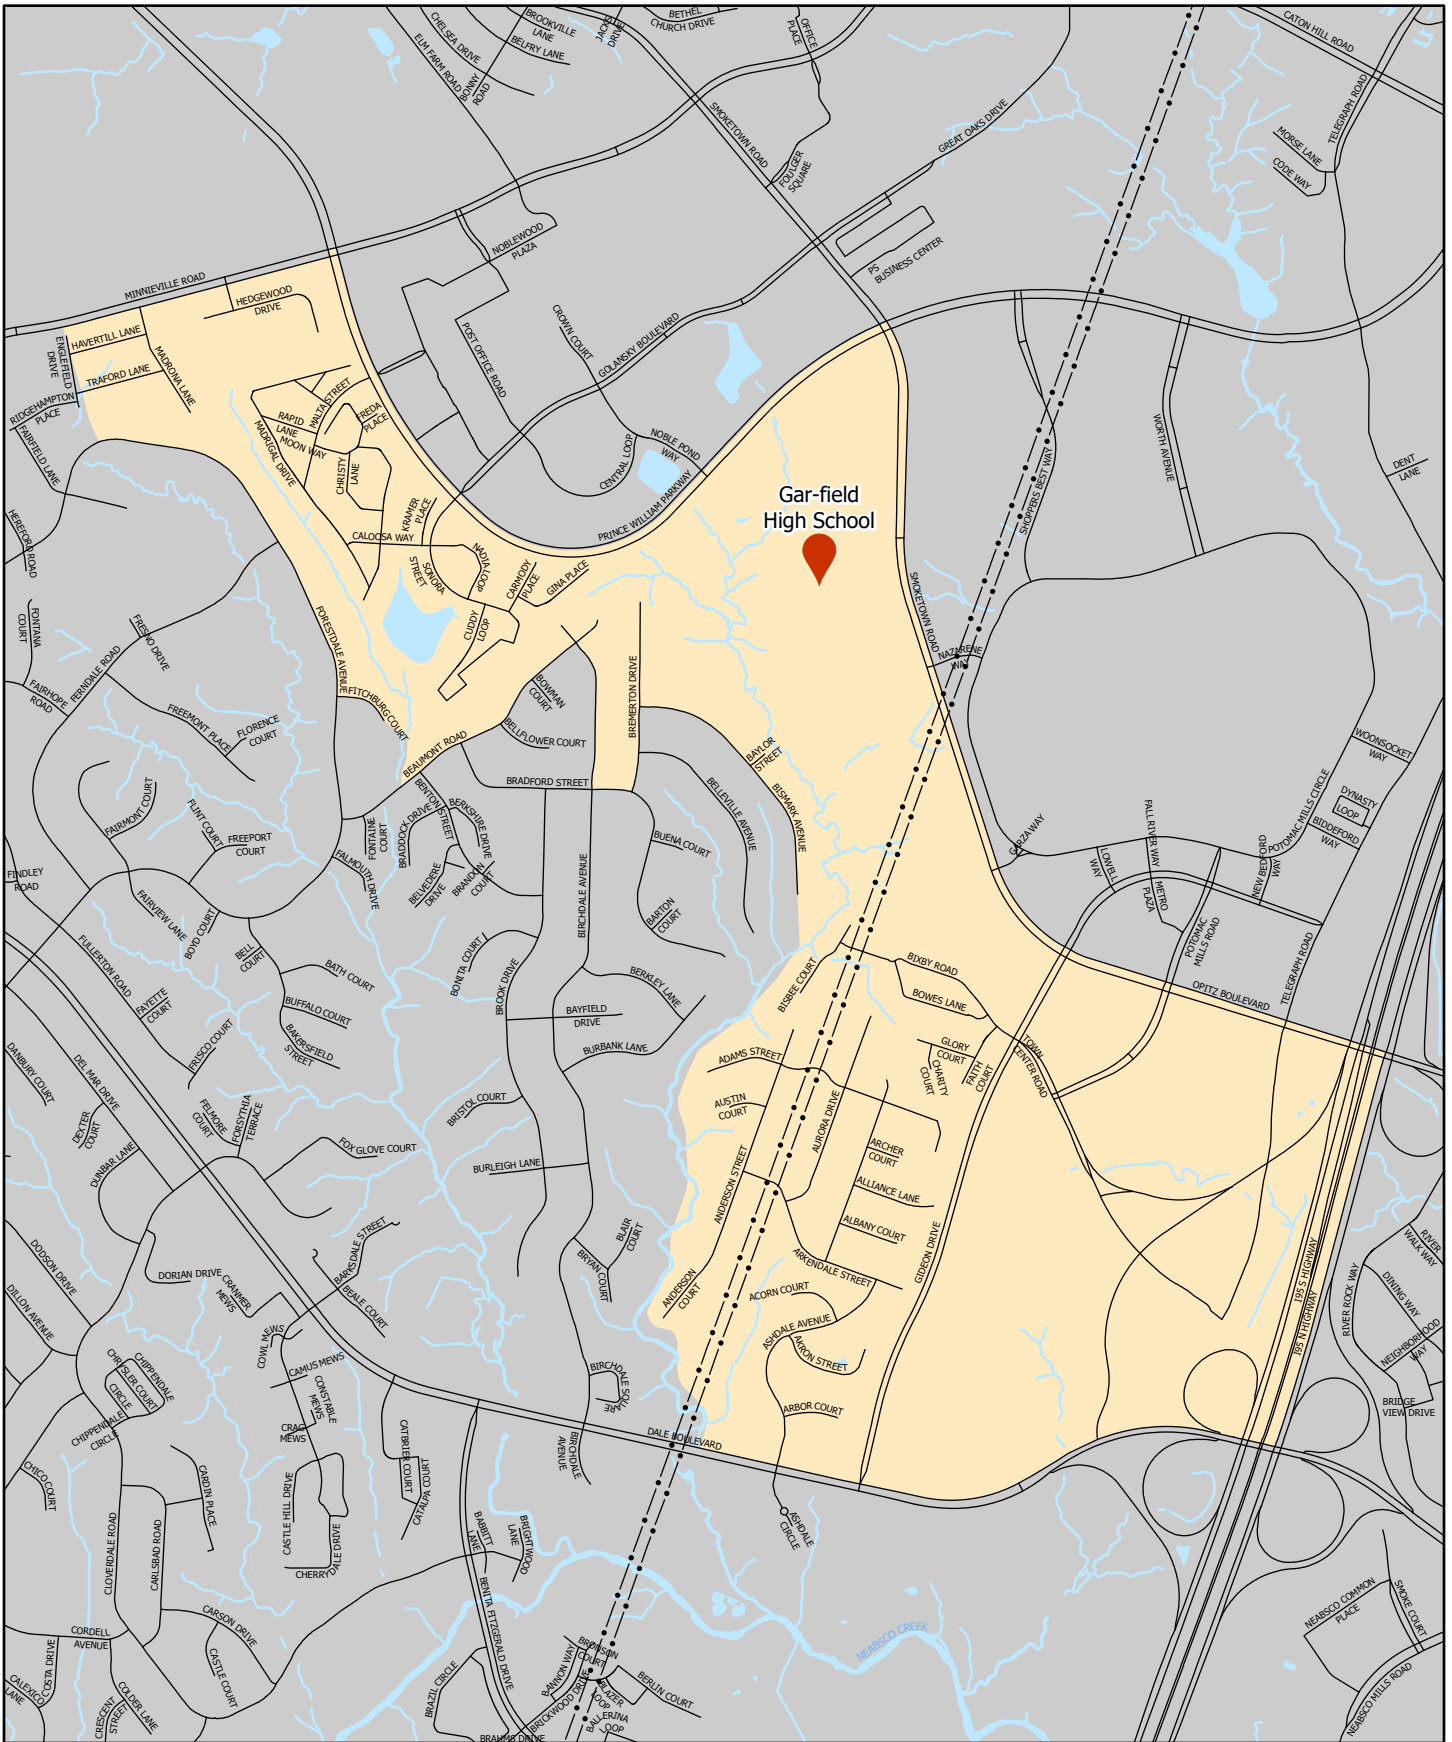 BETHEL
CHURCH DRIVE
BROOKVILLE
LANE
JACKIE
DRIVE
OFFICE
PLACE
CHELSEA DRIVE
BELFRY LANE
ELM FARM ROAD
BONNY
ROAD
CATON HILL ROAD
TELEGRAPH ROAD
SMOKETOWN ROAD
FOULGER
SQUARE
GREAT OAKS DRIVE
MORSE LANE
CODE WAY
NOBLEWOOD
PLAZA
PS
BUSINESS CENTER
MINNIEVILLE ROAD
HEDGEWOOD
DRIVE
HAVERTILL LANE
ENGLEFIELD
DRIVE
TRAFORD LANE
MADRONA LANE
RIDGEHAMPTON
PLACE
FAIRFIELD LANE
POST OFFICE ROAD
CROWN COURT
GOLANSKY BOULEVARD
MALTA STREET
FREDA
PLACE
RAPID
LANE
MOON WAY
MADRIGAL DRIVE
CHRISTY
LANE
KRAMER
PLACE
CENTRAL LOOP
NOBLE POND
WAY
PRINCE WILLIAM PARKWAY
WORTH AVENUE
SHOPPERS BEST WAY
DENT
LANE
Gar-field
High School
HEREFORD ROAD
CALOOSA WAY
SONORA
STREET
NADJA LOOP
CARMODY
PLACE
GINA PLACE
CUDDY
LOOP
SMOKETOWN ROAD
NAZARENE
WAY
FONTANA
COURT
FRESNO DRIVE
FERNDALE ROAD
FAIRHOPE
ROAD
FORESTDALE AVENUE
FITCHBURG COURT
FREEMONT PLACE
FLORENCE
COURT
BEAUMONT ROAD
BOWMAN
COURT
BELLFLOWER COURT
BREMERTON DRIVE
BAYLOR
STREET
BISMARK AVENUE
BELLEVILLE AVENUE
BRADFORD STREET
WOONSOCKET
WAY
DYNASTY
LOOP
BIDDEFORD
WAY
POTOMAC MILLS CIRCLE
FAIRMONT COURT
FLINT COURT
FREEPORT
COURT
FONTAINE
COURT
BRADDOCK DRIVE
BENTON STREET
BERKSHIRE DRIVE
BELVEDERE
DRIVE
BRANDON
COURT
FALMOUTH DRIVE
BUENA COURT
BARTON
COURT
BIRCHDALE AVENUE
GARZA WAY
LOWELL
WAY
FALL RIVER WAY
METRO
PLAZA
NEW BEDFORD
WAY
POTOMAC
MILLS ROAD
TELEGRAPH ROAD
OPITZ BOULEVARD
FINDLEY
ROAD
FULLERTON ROAD
FAIRVIEW LANE
BOYD COURT
BELL
COURT
BATH COURT
BUFFALO COURT
BAKERSFIELD
STREET
FAYETTE
COURT
FRISCO COURT
BONITA COURT
BROOK DRIVE
BERKLEY LANE
BAYFIELD
DRIVE
BURBANK LANE
BISBEE COURT
BIXBY ROAD
BOWES LANE
GLORY
COURT
CHARITY
COURT
FAITH
COURT
TOWN
CENTER ROAD
ADAMS STREET
AUSTIN
COURT
AURORA DRIVE
ANDERSON STREET
ARCHER
COURT
ALLIANCE LANE
ALBANY COURT
ARKENDALE STREET
ANDERSON
COURT
ACORN COURT
ASHDALE AVENUE
AKRON STREET
ARBOR COURT
GIDEON DRIVE
DANBURY COURT
DEL MAR DRIVE
DEXTER
COURT
DUNBAR LANE
FELMORE
COURT
FORSYTHIA
TERRACE
FOX GLOVE COURT
BRISTOL COURT
BURLEIGH LANE
DODSON DRIVE
DILLON AVENUE
DORIAN DRIVE
CRANMER
MEWS
BARKSDALE STREET
BEALE COURT
BLAIR
COURT
BRYAN COURT
I95 S HIGHWAY
I95 N HIGHWAY
RIVER ROCK WAY
RIVER
WALK WAY
DINING WAY
NEIGHBORHOOD
WAY
BRIDGE
VIEW DRIVE
CHRYSLER COURT
CHIPPENDALE
CIRCLE
CHIPPENDALE
CIRCLE
COWL MEWS
CAMUS MEWS
CONSTABLE
MEWS
CRAG
MEWS
CATBRIER COURT
CATALPA COURT
BIRCHDALE SQUARE
BIRCHDALE
AVENUE
DALE BOULEVARD
ASHDALE
CIRCLE
CHICO COURT
CARDIN PLACE
CASTLE HILL DRIVE
CHERRYDALE DRIVE
CLOVERDALE ROAD
CARLSBAD ROAD
BABBITT
LANE
BRIGHTWOOD
LANE
BENITA FITZGERALD DRIVE
CORDELL
AVENUE
COSTA DRIVE
CALEXICO
LANE
CRESCENT
STREET
COLDER LANE
CARSON DRIVE
CASTLE COURT
BRAZIL CIRCLE
BRAHMS DRIVE
BANNON WAY
BRONSON
COURT
BRICKWOOD DRIVE
BLAZER
LOOP
BALLERINA
LOOP
BERLIN COURT
NEABSCO CREEK
NEABSCO COMMON
PLACE
SMOKE COURT
NEABSCO MILLS ROAD